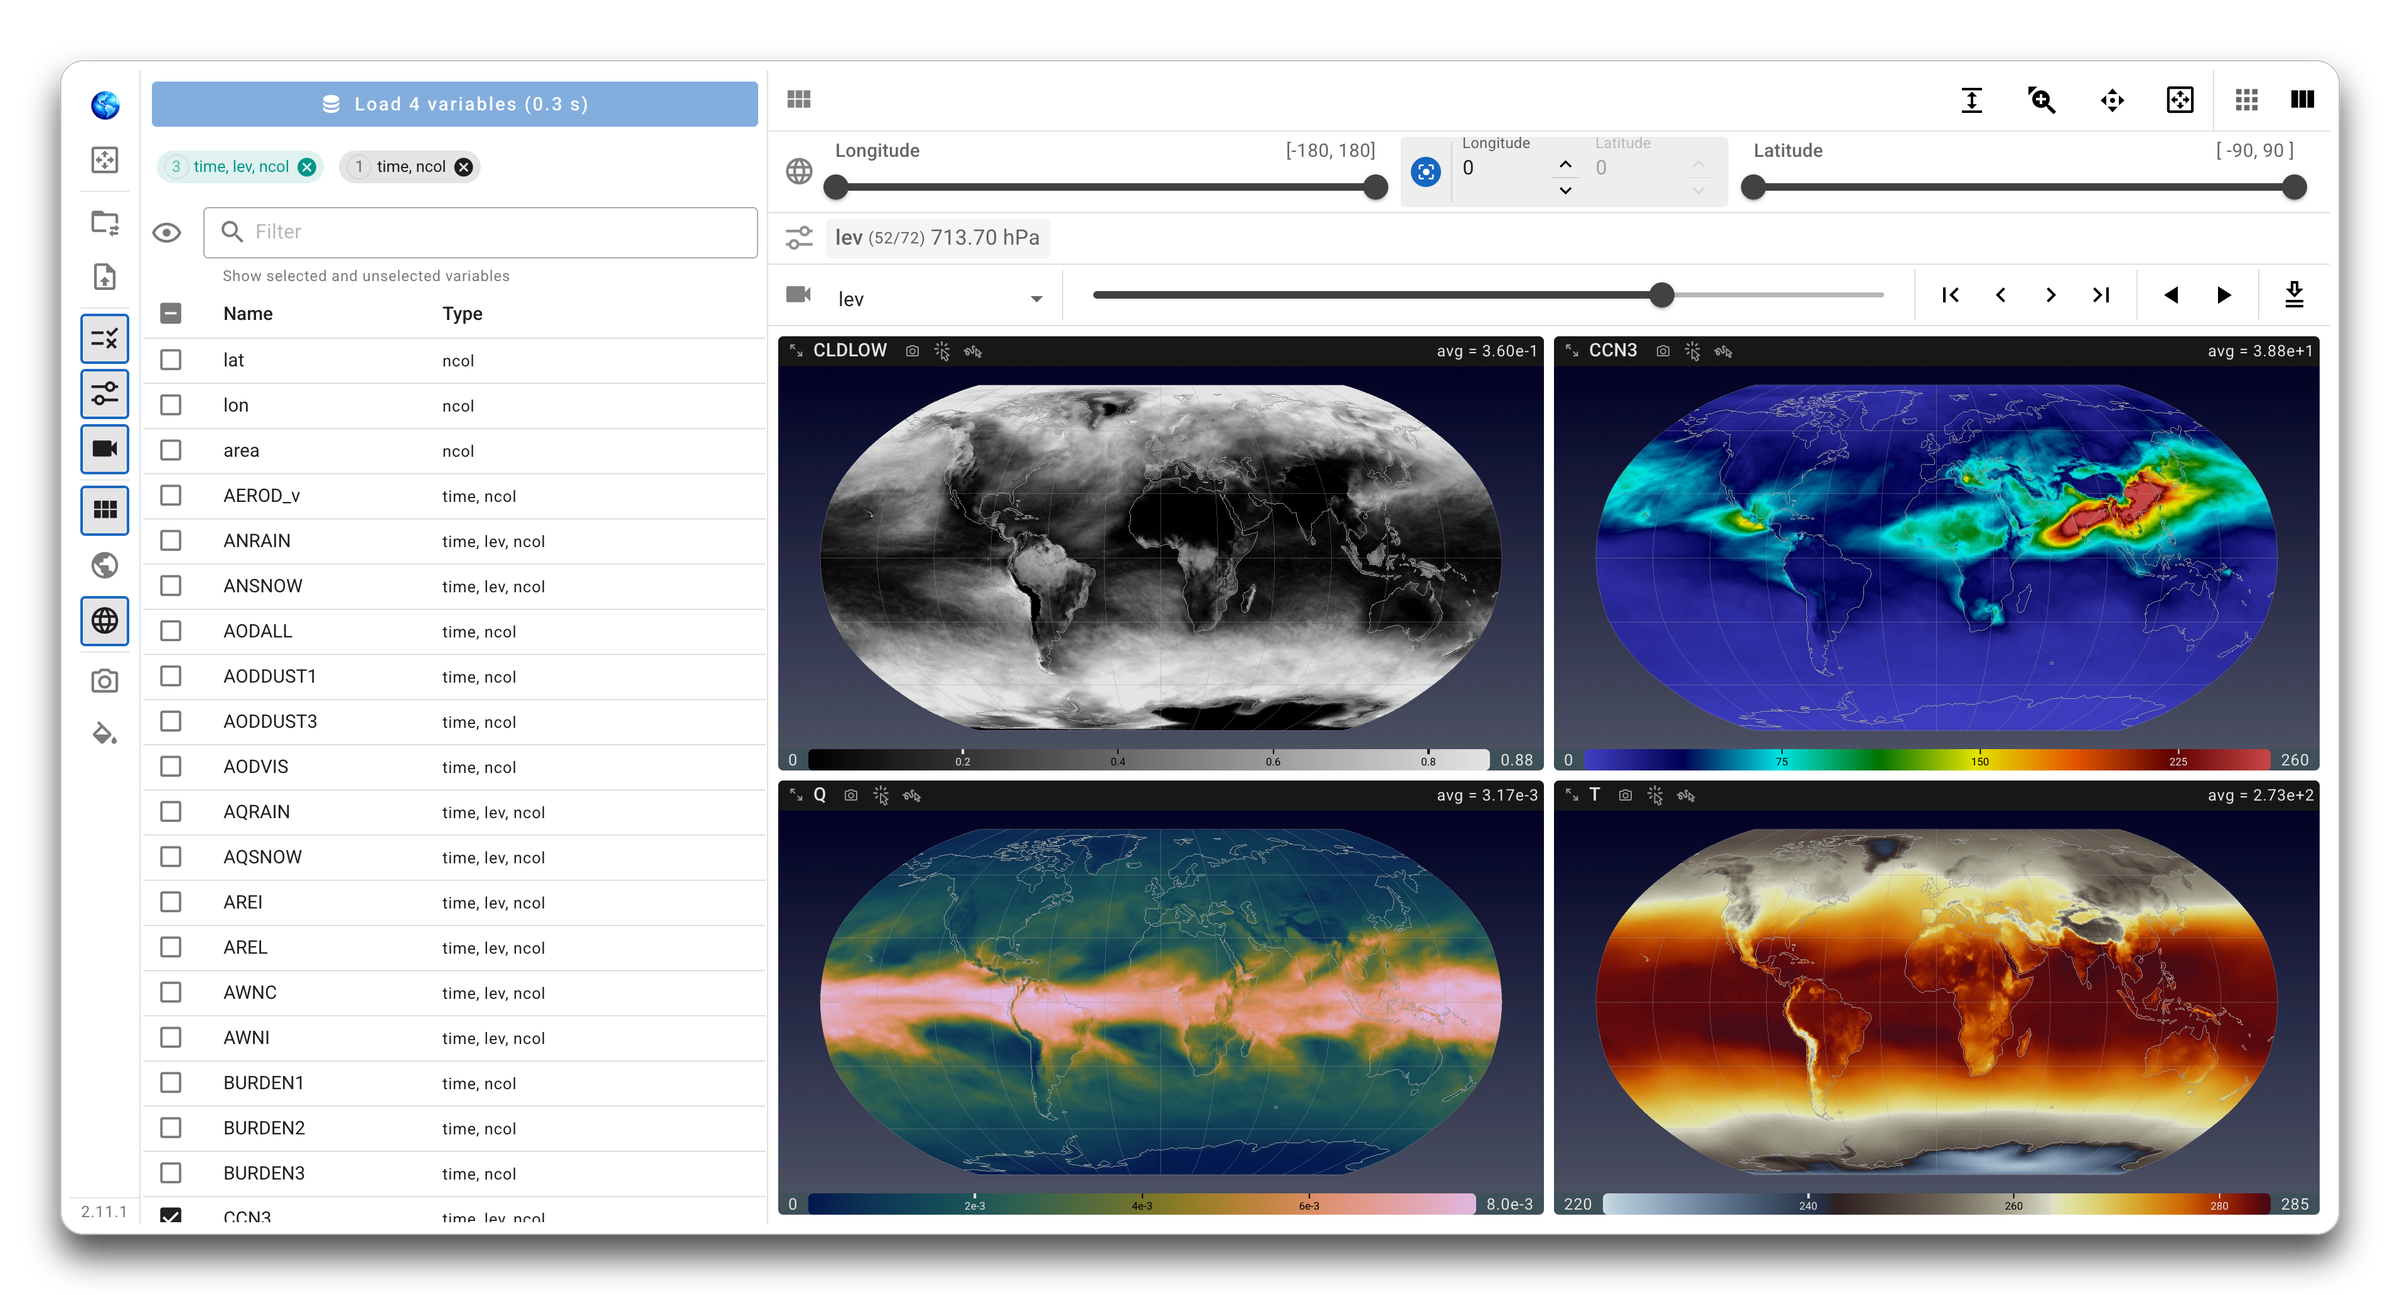 Load 4 variables (0.3 s)
3 time, lev, ncol
1 time, ncol
Filter
Show selected and unselected variables
Name Type
lat ncol
lon ncol
area ncol
AEROD_v time, ncol
ANRAIN time, lev, ncol
ANSNOW time, lev, ncol
AODALL time, ncol
AODDUST1 time, ncol
AODDUST3 time, ncol
AODVIS time, ncol
AQRAIN time, lev, ncol
AQSNOW time, lev, ncol
AREI time, lev, ncol
AREL time, lev, ncol
AWNC time, lev, ncol
AWNI time, lev, ncol
BURDEN1 time, ncol
BURDEN2 time, ncol
BURDEN3 time, ncol
CCN3 time, lev, ncol
2.11.1
Longitude [-180, 180]
Longitude
0
Latitude
0
Latitude [ -90, 90 ]
lev (52/72) 713.70 hPa
lev
CLDLOW avg = 3.60e-1
0 0.2 0.4 0.6 0.8 0.88
CCN3 avg = 3.88e+1
0 75 150 225 260
Q avg = 3.17e-3
0 2e-3 4e-3 6e-3 8.0e-3
T avg = 2.73e+2
220 240 260 280 285